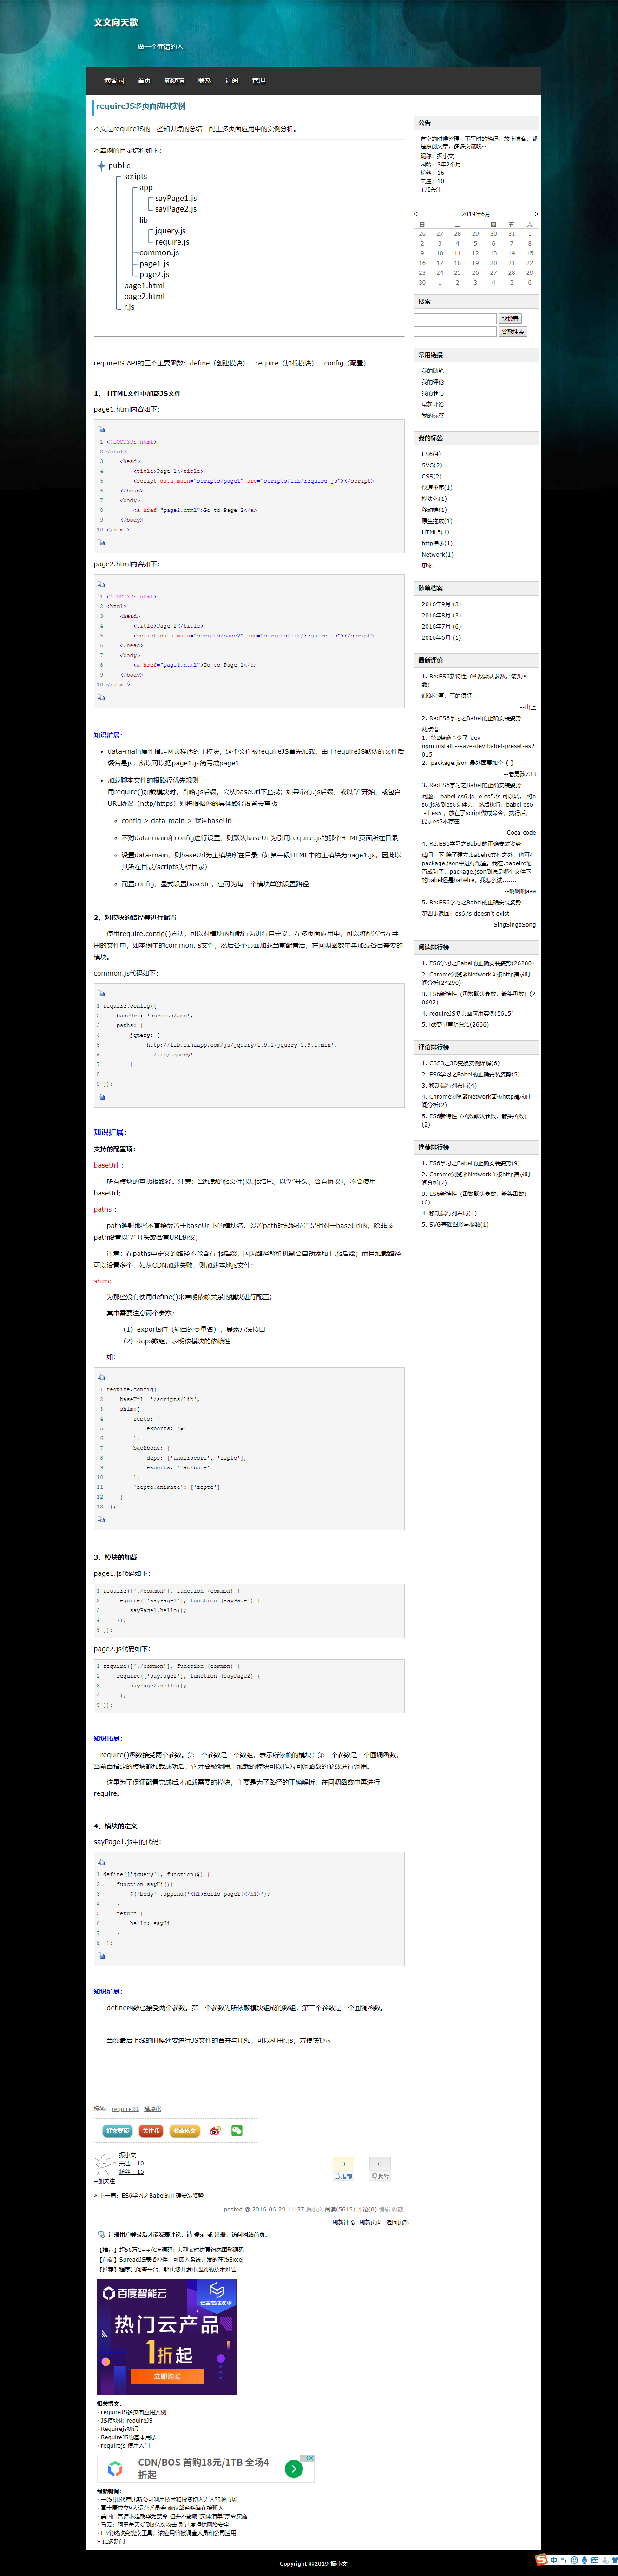 文文向天歌
做一个靠谱的人
博客园 首页 新随笔 联系 订阅 管理
requireJS多页面应用实例
本文是requireJS的一些知识点的总结，配上多页面应用中的实例分析。
本案例的目录结构如下：
public
scripts
app
sayPage1.js
sayPage2.js
lib
jquery.js
require.js
common.js
page1.js
page2.js
page1.html
page2.html
r.js
requireJS API的三个主要函数：define（创建模块），require（加载模块），config（配置）
1、 HTML文件中加载JS文件
page1.html内容如下：
1 <!DOCTYPE html>
2 <html>
3 <head>
4 <title>Page 1</title>
5 <script data-main="scripts/page1" src="scripts/lib/require.js"></script>
6 </head>
7 <body>
8 <a href="page2.html">Go to Page 2</a>
9 </body>
10 </html>
page2.html内容如下：
1 <!DOCTYPE html>
2 <html>
3 <head>
4 <title>Page 2</title>
5 <script data-main="scripts/page2" src="scripts/lib/require.js"></script>
6 </head>
7 <body>
8 <a href="page1.html">Go to Page 1</a>
9 </body>
10 </html>
知识扩展：
data-main属性指定网页程序的主模块，这个文件被requireJS首先加载。由于requireJS默认的文件后
缀名是js，所以可以把page1.js简写成page1
加载脚本文件的根路径优先规则
用require()加载模块时，省略.js后缀，会从baseUrl下查找；如果带有.js后缀，或以"/"开始，或包含
URL协议（http/https）则将根据你的具体路径设置去查找
config > data-main > 默认baseUrl
不对data-main和config进行设置，则默认baseUrl为引用require.js的那个HTML页面所在目录
设置data-main，则baseUrl为主模块所在目录（如第一段HTML中的主模块为page1.js，因此以
其所在目录/scripts为根目录）
配置config，显式设置baseUrl，也可为每一个模块单独设置路径
2、对模块的路径等进行配置
使用require.config()方法，可以对模块的加载行为进行自定义。在多页面应用中，可以将配置写在共
用的文件中，如本例中的common.js文件，然后各个页面加载当前配置后，在回调函数中再加载各自需要的
模块。
common.js代码如下：
1 require.config({
2 baseUrl: 'scripts/app',
3 paths: {
4 jquery: [
5 'http://lib.sinaapp.com/js/jquery/1.9.1/jquery-1.9.1.min',
6 '../lib/jquery'
7 ]
8 }
9 });
知识扩展：
支持的配置项：
baseUrl ：
所有模块的查找根路径。注意：当加载的js文件(以.js结尾、以"/"开头、含有协议)，不会使用
baseUrl；
paths ：
path映射那些不直接放置于baseUrl下的模块名。设置path时起始位置是相对于baseUrl的，除非该
path设置以"/"开头或含有URL协议；
注意：在paths中定义的路径不能含有.js后缀，因为路径解析机制会自动添加上.js后缀；而且加载路径
可以设置多个，如从CDN加载失败，则加载本地js文件；
shim：
为那些没有使用define()来声明依赖关系的模块进行配置；
其中需要注意两个参数：
（1）exports值（输出的变量名），暴露方法接口
（2）deps数组，表明该模块的依赖性
如：
1 require.config({
2 baseUrl: '/scripts/lib',
3 shim:{
4 zepto: {
5 exports: '$'
6 },
7 backbone: {
8 deps: ['underscore', 'zepto'],
9 exports: 'Backbone'
10 },
11 'zepto.animate': ['zepto']
12 }
13 });
3、模块的加载
page1.js代码如下：
1 require(['./common'], function (common) {
2 require(['sayPage1'], function (sayPage1) {
3 sayPage1.hello();
4 });
5 });
page2.js代码如下：
1 require(['./common'], function (common) {
2 require(['sayPage2'], function (sayPage2) {
3 sayPage2.hello();
4 });
5 });
知识拓展：
require()函数接受两个参数。第一个参数是一个数组，表示所依赖的模块；第二个参数是一个回调函数，
当前面指定的模块都加载成功后，它才会被调用。加载的模块可以作为回调函数的参数进行调用。
这里为了保证配置完成后才加载需要的模块，主要是为了路径的正确解析，在回调函数中再进行
require。
4、模块的定义
sayPage1.js中的代码：
1 define(['jquery'], function($) {
2 function sayHi(){
3 $('body').append('<h1>Hello page1!</h1>');
4 }
5 return {
6 hello: sayHi
7 }
8 });
知识扩展：
define函数也接受两个参数。第一个参数为所依赖模块组成的数组，第二个参数是一个回调函数。
当然最后上线的时候还要进行JS文件的合并与压缩，可以利用r.js，方便快捷~
标签： requireJS， 模块化
好文要顶 关注我 收藏该文
掂小文
关注 - 10
粉丝 - 16
+加关注
0 推荐
0 反对
» 下一篇： ES6学习之Babel的正确安装姿势
posted @ 2016-06-29 11:37 掂小文 阅读(5615) 评论(0) 编辑 收藏
刷新评论 刷新页面 返回顶部
注册用户登录后才能发表评论，请 登录 或 注册，访问网站首页。
【推荐】超50万C++/C#源码: 大型实时仿真组态图形源码
【前端】SpreadJS表格控件，可嵌入系统开发的在线Excel
【推荐】程序员问答平台，解决您开发中遇到的技术难题
百度智能云
热门云产品
1折起
立即购买
相关博文：
· requireJS多页面应用实例
· JS模块化-requireJS
· Requirejs初识
· RequireJS的基本用法
· requirejs 使用入门
CDN/BOS 首购18元/1TB 全场4
折起
最新新闻：
· 一线|现代摩比斯公司利用技术和投资切入无人驾驶市场
· 富士康成立9人运营委员会 确认郭台铭潜在接班人
· 美国白宫请求延期华为禁令 但并不影响"实体清单"禁令实施
· 马云：阿里每天受到3亿次攻击 别过度担忧网络安全
· FB悄然改变搜索工具，该应用曾被调查人员和公司滥用
» 更多新闻...
公告
有空的时候整理一下平时的笔记，放上博客，都
是原创文章，多多交流哦~
昵称：掂小文
园龄：3年2个月
粉丝：16
关注：10
+加关注
< 2019年6月 >
日 一 二 三 四 五 六
26 27 28 29 30 31 1
2 3 4 5 6 7 8
9 10 11 12 13 14 15
16 17 18 19 20 21 22
23 24 25 26 27 28 29
30 1 2 3 4 5 6
搜索
找找看
谷歌搜索
常用链接
我的随笔
我的评论
我的参与
最新评论
我的标签
我的标签
ES6(4)
SVG(2)
CSS(2)
快速排序(1)
模块化(1)
移动端(1)
原生拖放(1)
HTML5(1)
http请求(1)
Network(1)
更多
随笔档案
2016年9月 (3)
2016年8月 (3)
2016年7月 (6)
2016年6月 (1)
最新评论
1. Re:ES6新特性（函数默认参数，箭头函
数）
谢谢分享，写的很好
--山上
2. Re:ES6学习之Babel的正确安装姿势
两点错：
1、第2条命令少了-dev
npm install --save-dev babel-preset-es2
015
2、package.json 最外面要加个 { }
--老男孩733
3. Re:ES6学习之Babel的正确安装姿势
问题： babel es6.js -o es5.js 可以转， 将es
s6.js放到es6文件夹，然后执行：babel es6
-d es5 ，放在了script做成命令，执行后，
提示es5不存在.........
--Coca-code
4. Re:ES6学习之Babel的正确安装姿势
请问一下 除了建立.babelrc文件之外，也可在
package.json中进行配置。我在.babelrc配
置成功了，package.json到底是哪个文件下
的babel还是babelre，我怎么试.......
--啊啊啊aaa
5. Re:ES6学习之Babel的正确安装姿势
第四步返回：es6.js doesn't exist
--SingSingaSong
阅读排行榜
1. ES6学习之Babel的正确安装姿势(26280)
2. Chrome浏览器Network面板http请求时
间分析(24290)
3. ES6新特性（函数默认参数，箭头函数）(2
0692)
4. requireJS多页面应用实例(5615)
5. let变量声明总结(2666)
评论排行榜
1. CSS3之3D变换实例详解(6)
2. ES6学习之Babel的正确安装姿势(5)
3. 移动端行列布局(4)
4. Chrome浏览器Network面板http请求时
间分析(2)
5. ES6新特性（函数默认参数，箭头函数）
(2)
推荐排行榜
1. ES6学习之Babel的正确安装姿势(9)
2. Chrome浏览器Network面板http请求时
间分析(7)
3. ES6新特性（函数默认参数，箭头函数）
(6)
4. 移动端行列布局(1)
5. SVG基础图形与参数(1)
Copyright ©2019 掂小文
中